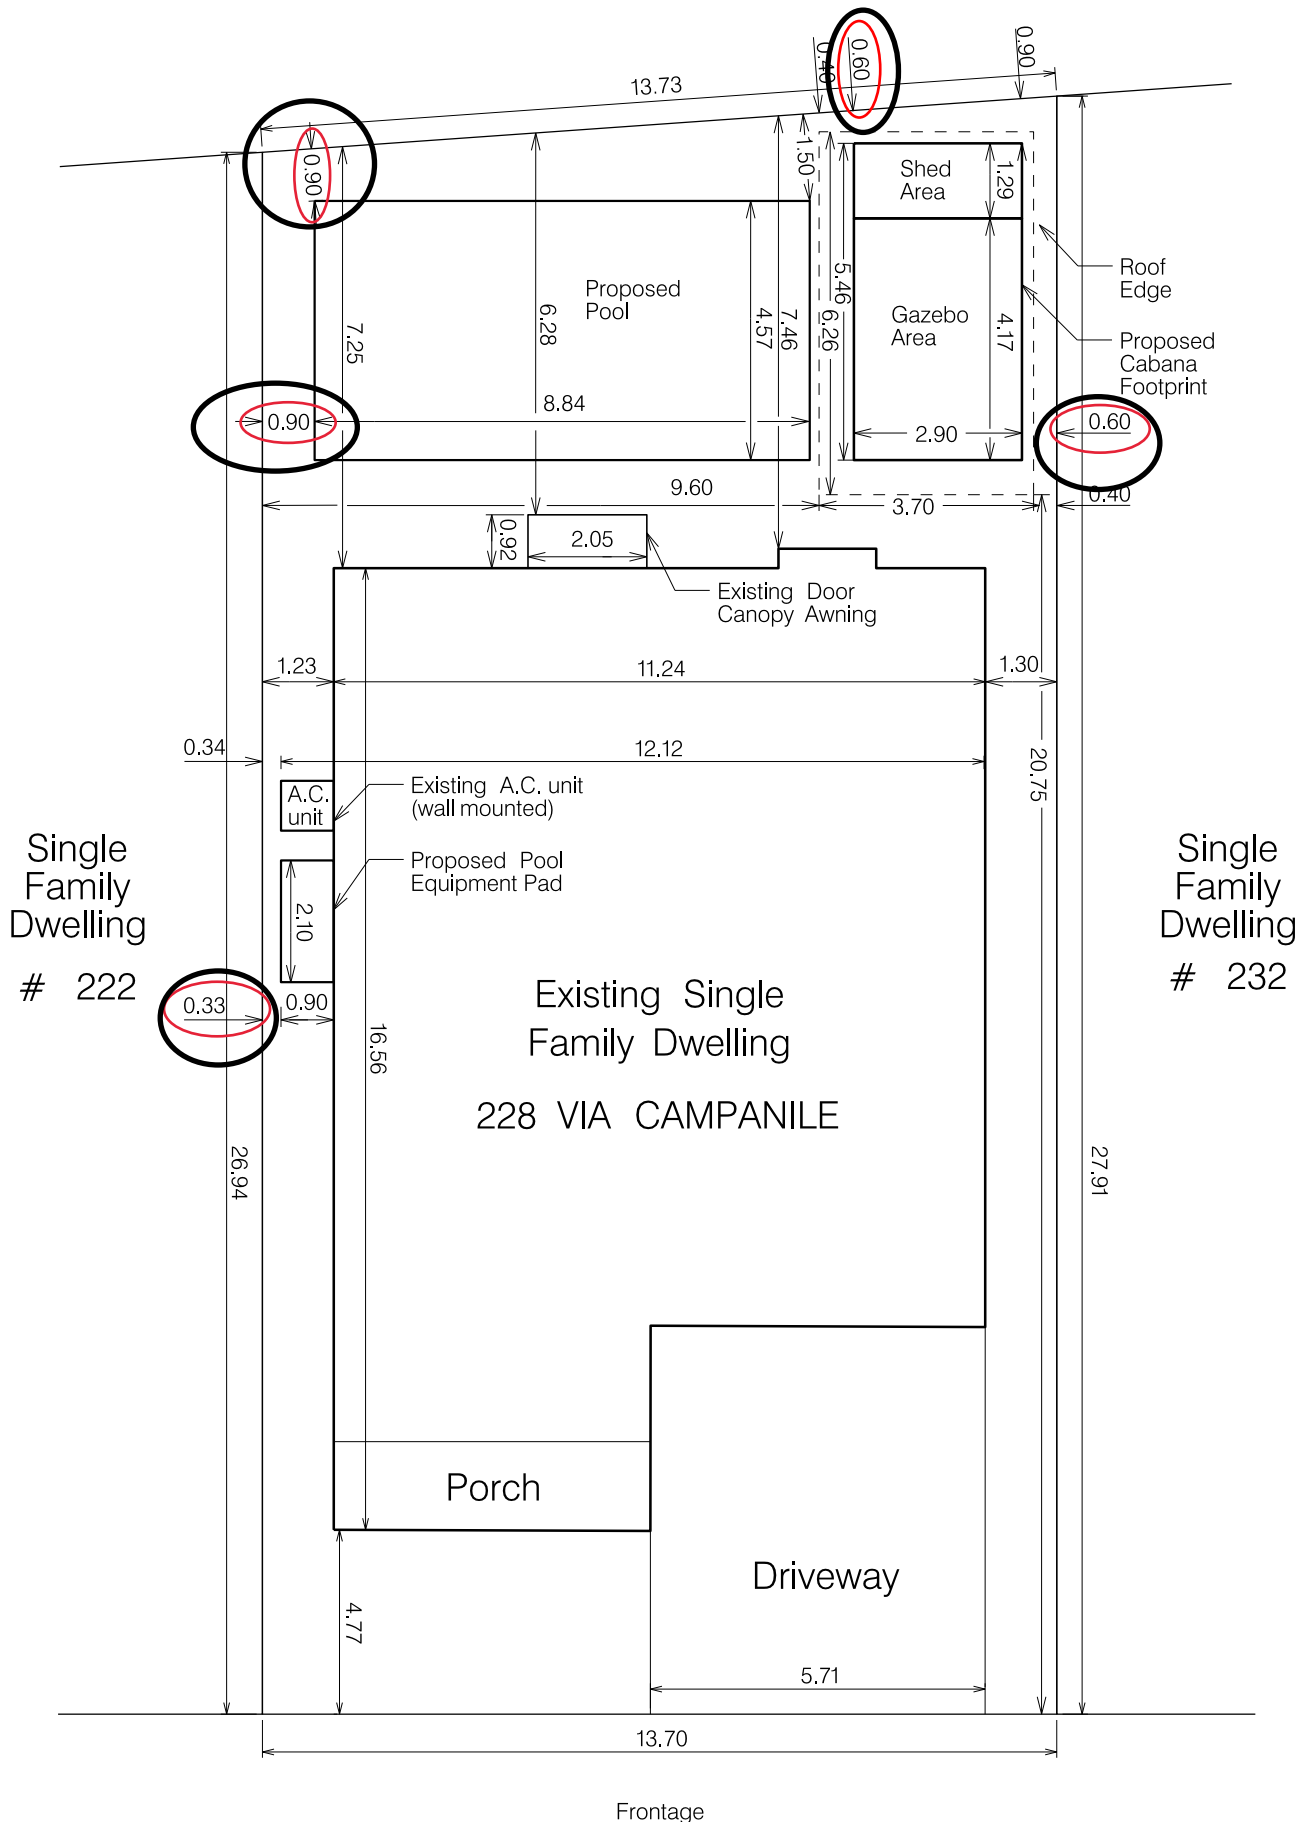 0.90
0.60
0.40
13.73
0.90
1.50
Shed
Area
1.29
Roof
Edge
Proposed
Pool
5.46
Gazebo
Area
4.17
7.25
6.28
4.57
7.46
6.26
Proposed
Cabana
Footprint
0.90
8.84
2.90
0.60
9.60
3.70
0.40
0.92
2.05
Existing Door
Canopy Awning
1.23
11.24
1.30
0.34
12.12
20.75
A.C.
unit
Existing A.C. unit
(wall mounted)
Single
Family
Dwelling
# 222
Proposed Pool
Equipment Pad
Single
Family
Dwelling
# 232
2.10
0.33
0.90
16.56
Existing Single
Family Dwelling
228 VIA CAMPANILE
26.94
27.91
Porch
Driveway
4.77
5.71
13.70
Frontage